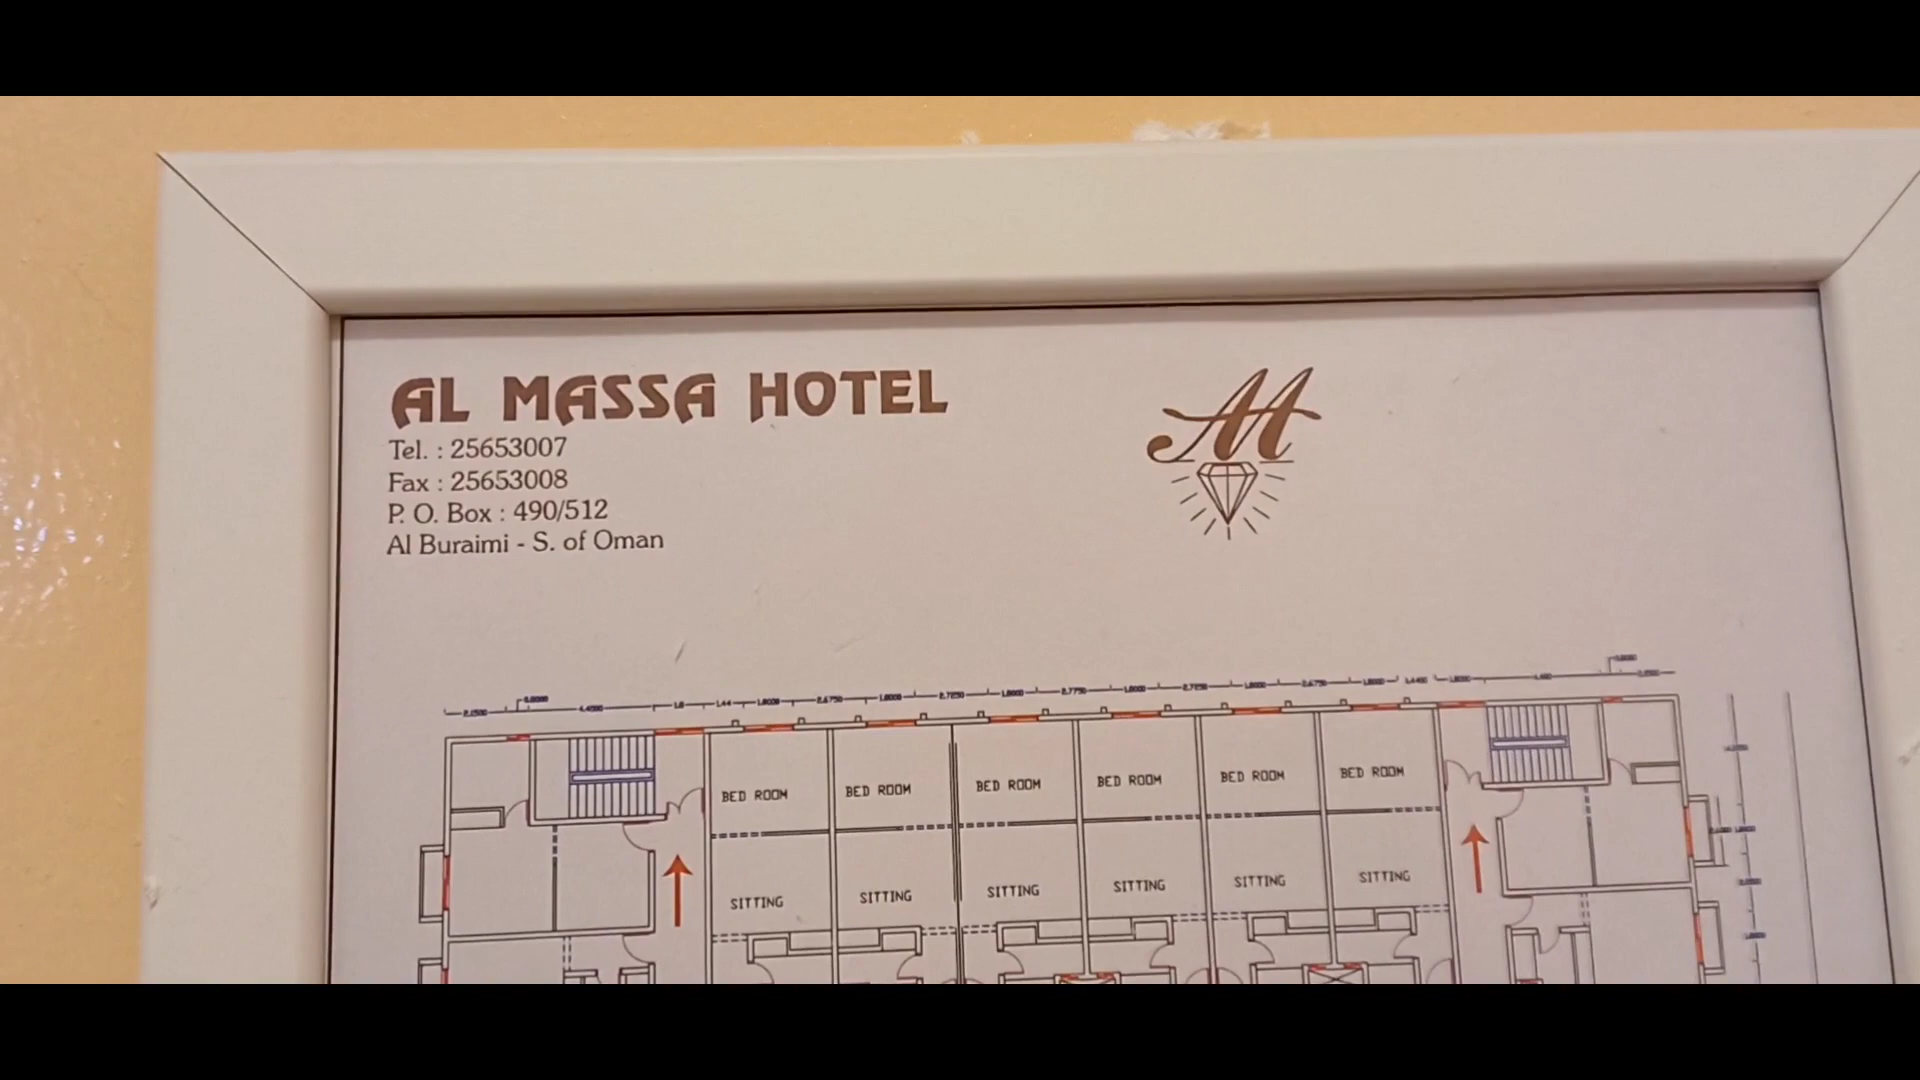 AL MASSA HOTEL
Tel. : 25653007
Fax : 25653008
P. O. Box : 490/512
Al Buraimi - S. of Oman
BED ROOM BED ROOM BED ROOM BED ROOM BED ROOM BED ROOM
SITTING SITTING SITTING SITTING SITTING SITTING